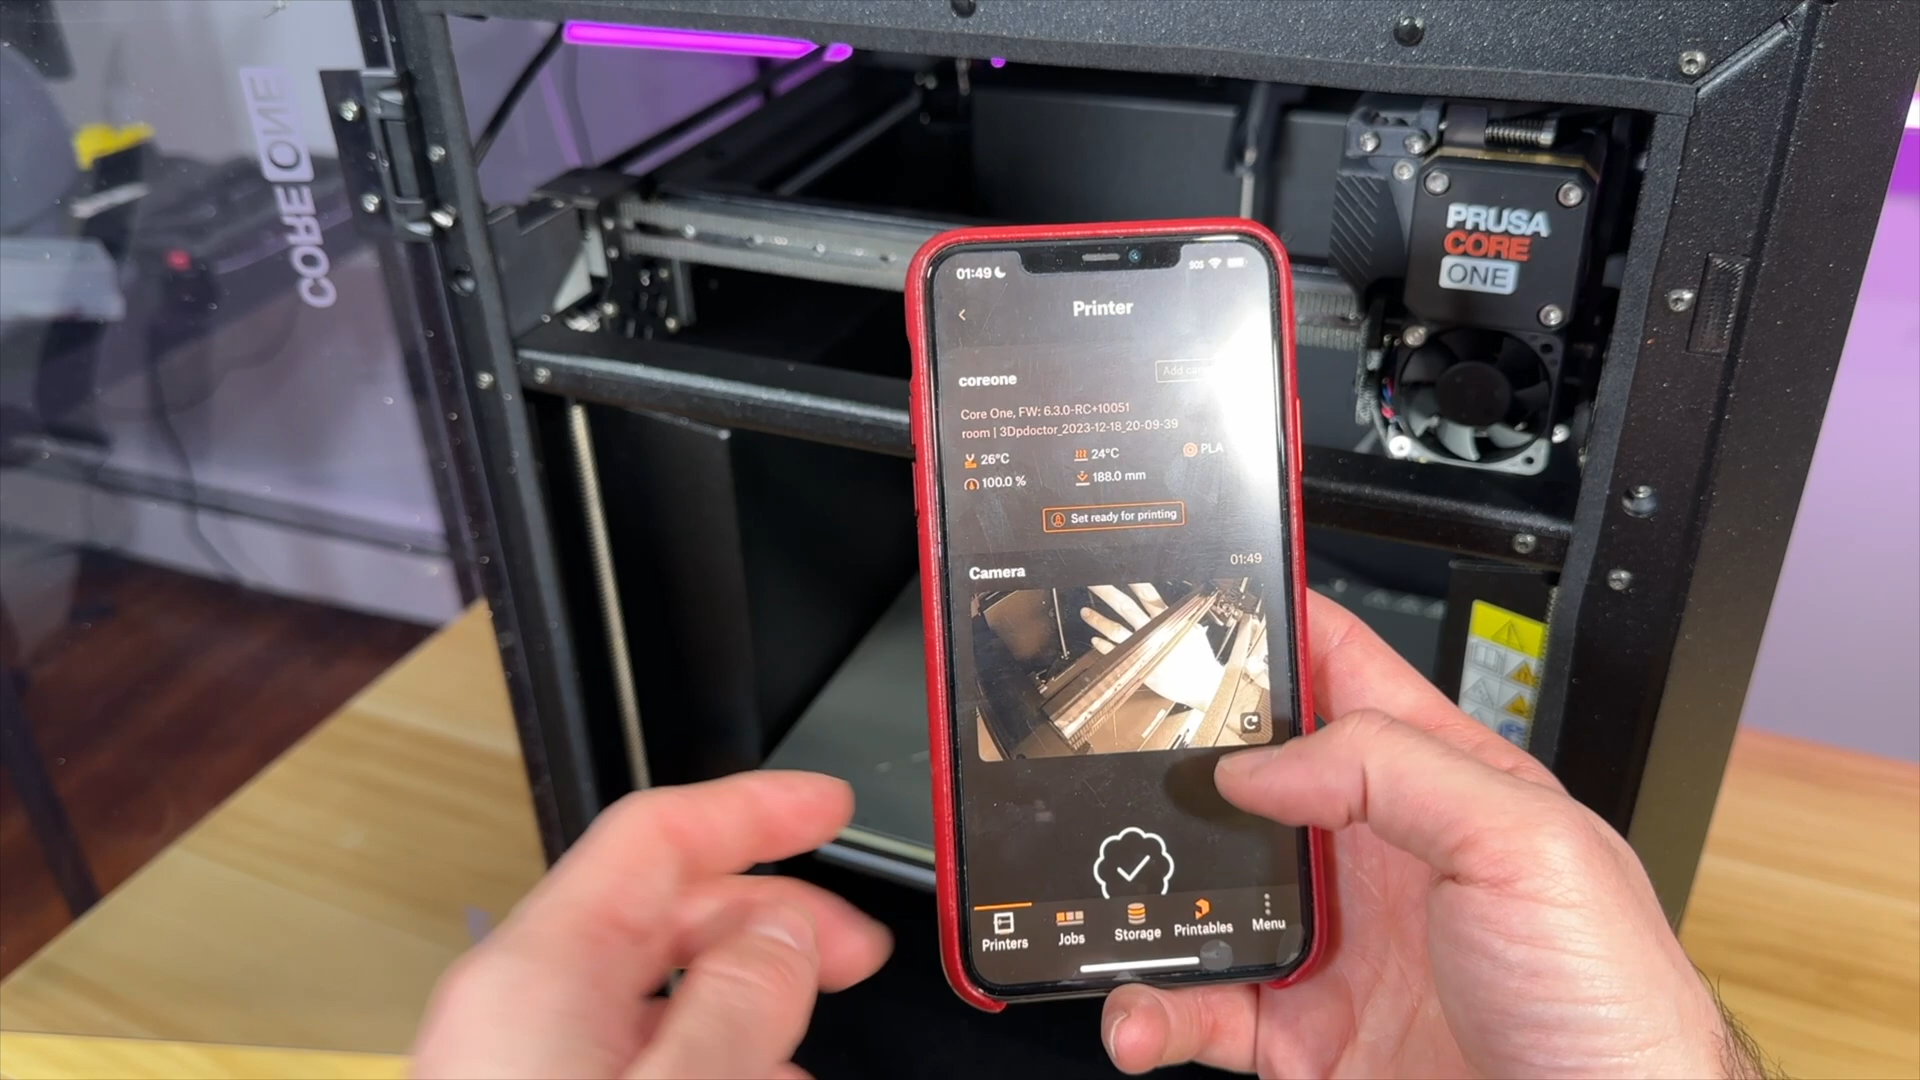 CORE ONE
PRUSA
CORE
ONE
01:49
SOS
Printer
coreone
Add
Core One, FW: 6.3.0-RC+10051
room | 3Dpdoctor_2023-12-18_20-09-39
26°C
24°C
PLA
100.0 %
188.0 mm
Set ready for printing
Camera
01:49
Printers
Jobs
Storage
Printables
Menu